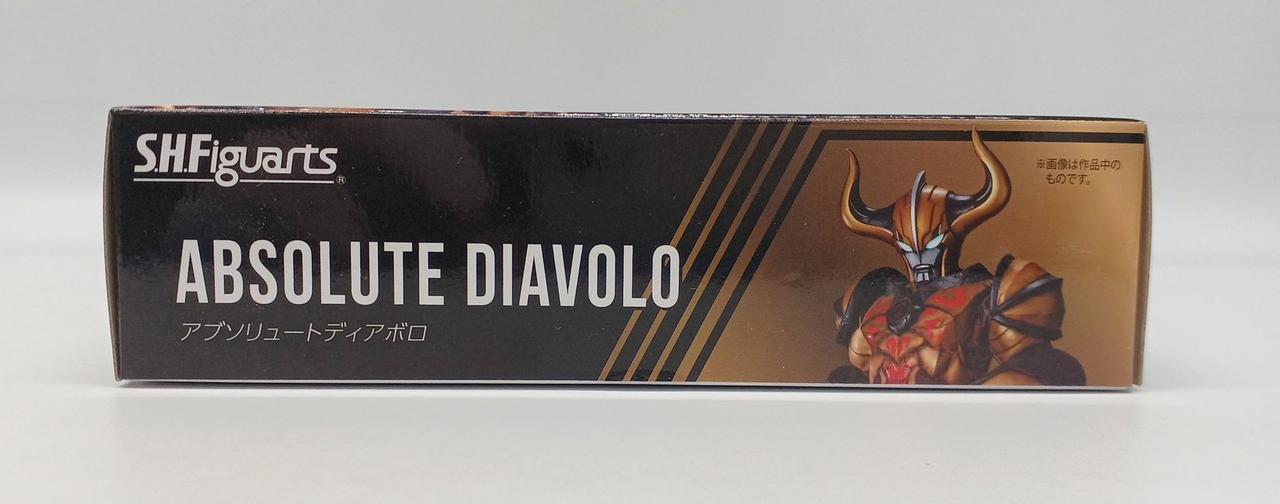 S.H.Figuarts®
ABSOLUTE DIAVOLO
アブソリュートディアボロ
※画像は作品中の
ものです。